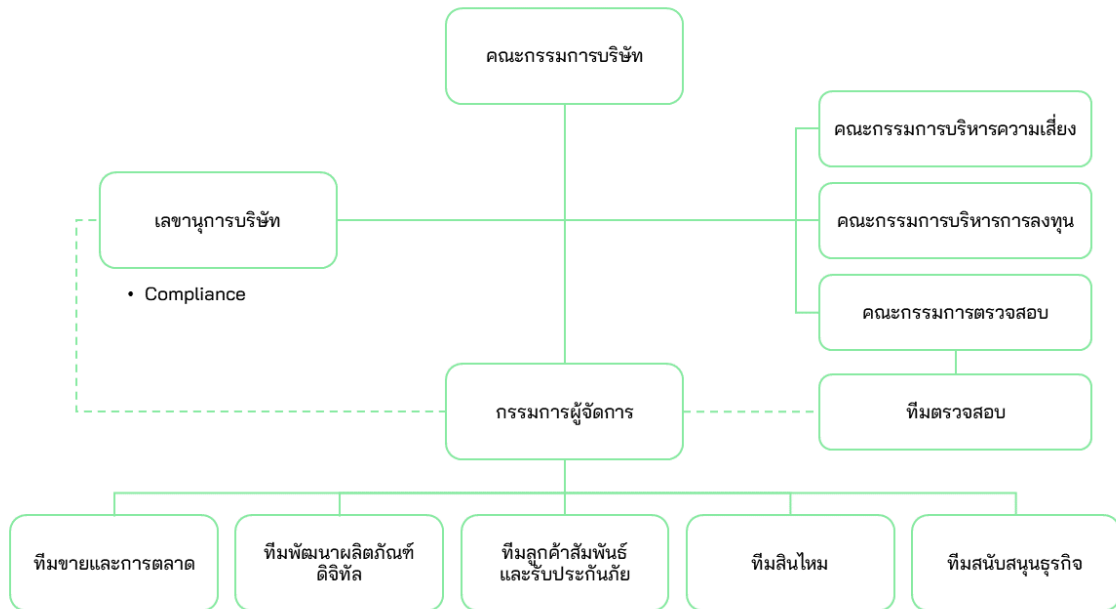 คณะกรรมการบริษัท
คณะกรรมการบริหารความเสี่ยง
เลขานุการบริษัท
คณะกรรมการบริหารการลงทุน
• Compliance
คณะกรรมการตรวจสอบ
กรรมการผู้จัดการ
ทีมตรวจสอบ
ทีมขายและการตลาด
ทีมพัฒนาผลิตภัณฑ์
ดิจิทัล
ทีมลูกค้าสัมพันธ์
และรับประกันภัย
ทีมสินไหม
ทีมสนับสนุนธุรกิจ